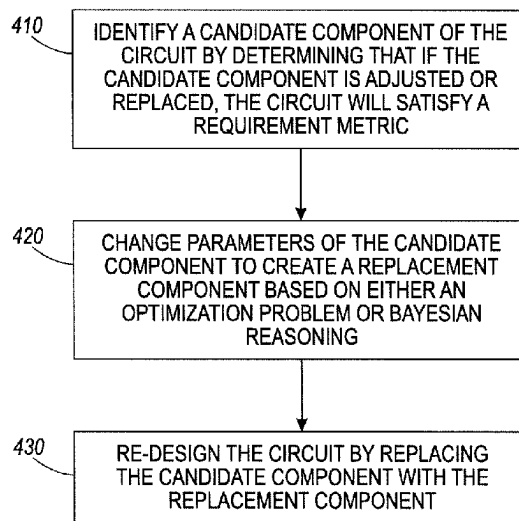 410
IDENTIFY A CANDIDATE COMPONENT OF THE
CIRCUIT BY DETERMINING THAT IF THE
CANDIDATE COMPONENT IS ADJUSTED OR
REPLACED, THE CIRCUIT WILL SATISFY A
REQUIREMENT METRIC
420
CHANGE PARAMETERS OF THE CANDIDATE
COMPONENT TO CREATE A REPLACEMENT
COMPONENT BASED ON EITHER AN
OPTIMIZATION PROBLEM OR BAYESIAN
REASONING
430
RE-DESIGN THE CIRCUIT BY REPLACING
THE CANDIDATE COMPONENT WITH THE
REPLACEMENT COMPONENT